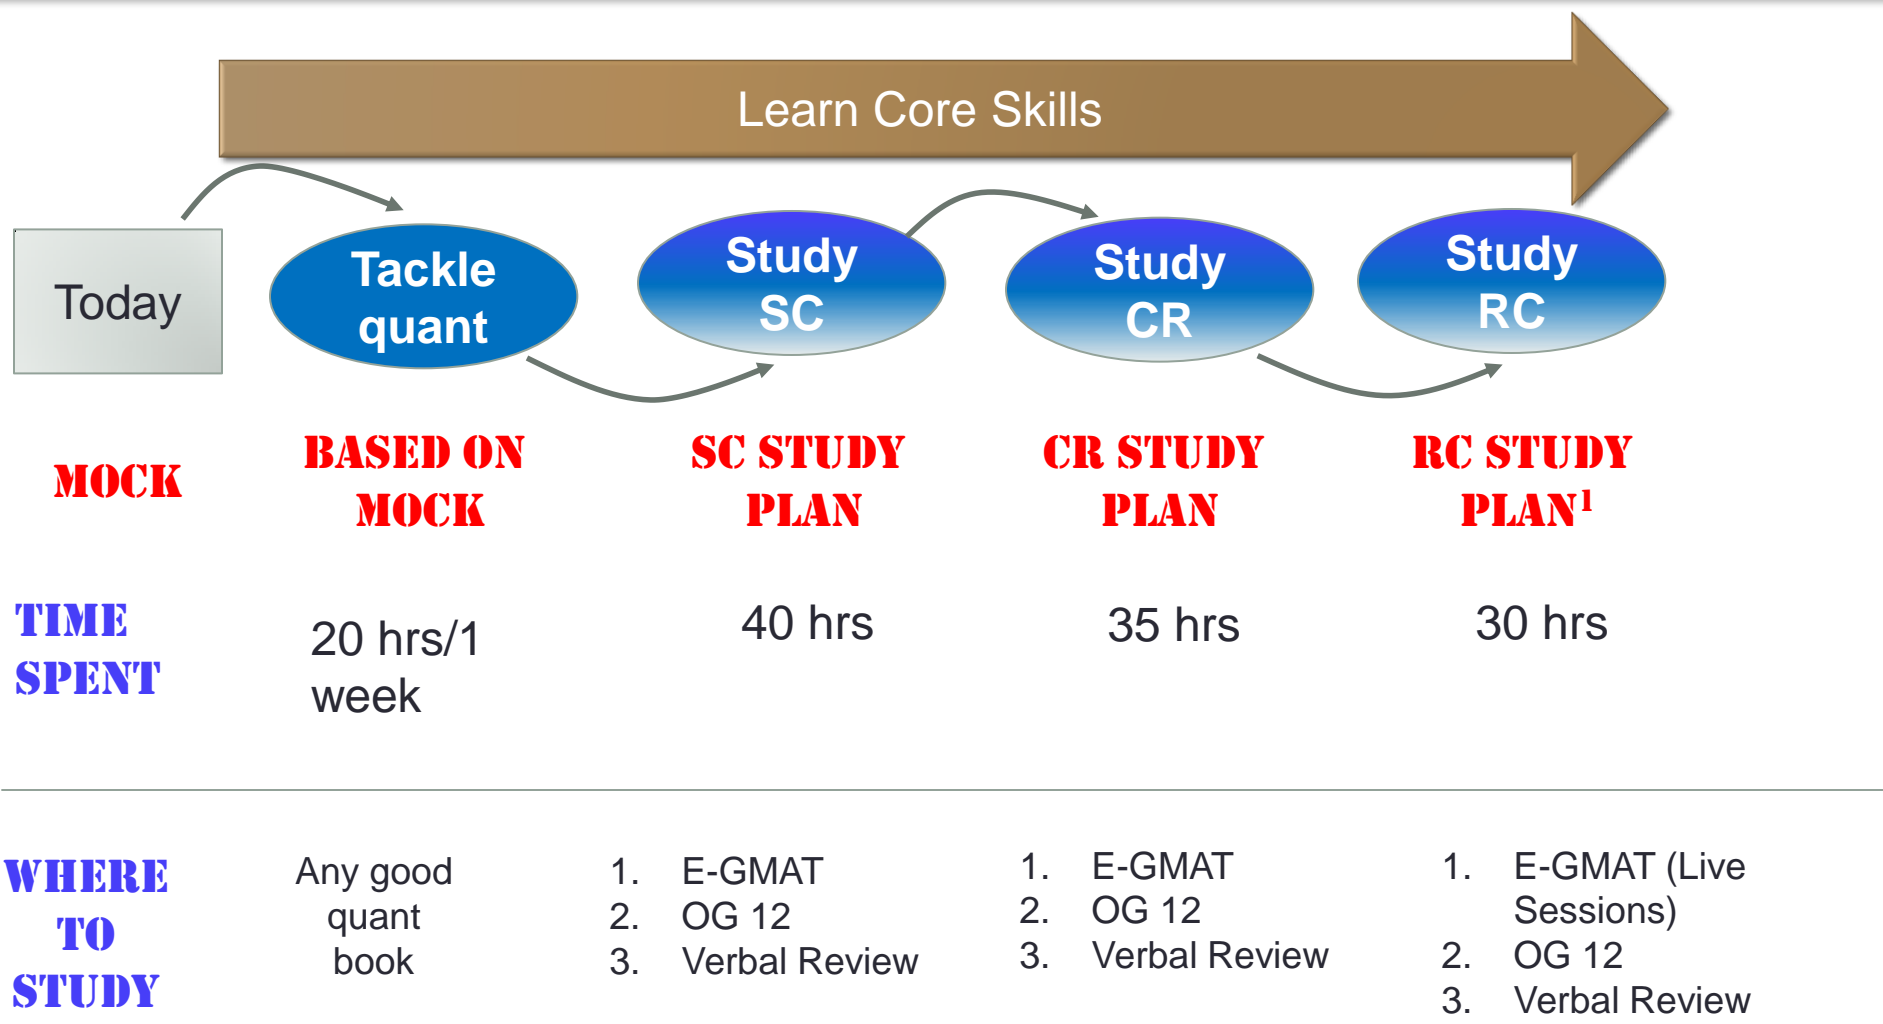 Learn Core Skills
Today
Tackle
quant
Study
SC
Study
CR
Study
RC
MOCK
BASED ON
MOCK
SC STUDY
PLAN
CR STUDY
PLAN
RC STUDY
PLAN¹
TIME
SPENT
20 hrs/1
week
40 hrs
35 hrs
30 hrs
WHERE
TO
STUDY
Any good
quant
book
1. E-GMAT
2. OG 12
3. Verbal Review
1. E-GMAT
2. OG 12
3. Verbal Review
1. E-GMAT (Live
Sessions)
2. OG 12
3. Verbal Review